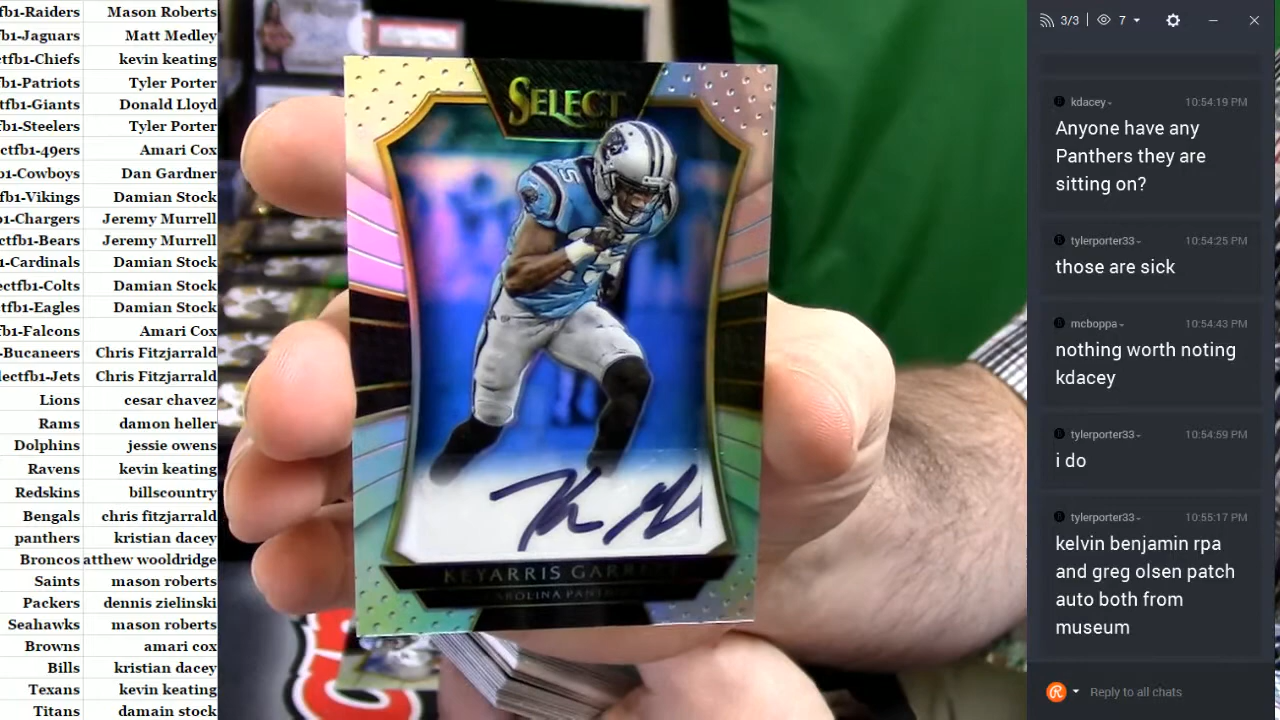 fb1-Raiders Mason Roberts
fb1-Jaguars Matt Medley
ctfb1-Chiefs kevin keating
fb1-Patriots Tyler Porter
tfb1-Giants Donald Lloyd
fb1-Steelers Tyler Porter
ctfb1-49ers Amari Cox
b1-Cowboys Dan Gardner
fb1-Vikings Damian Stock
b1-Chargers Jeremy Murrell
ctfb1-Bears Jeremy Murrell
1-Cardinals Damian Stock
ectfb1-Colts Damian Stock
tfb1-Eagles Damian Stock
fb1-Falcons Amari Cox
-Bucaneers Chris Fitzjarrald
lectfb1-Jets Chris Fitzjarrald
Lions cesar chavez
Rams damon heller
Dolphins jessie owens
Ravens kevin keating
Redskins billscountry
Bengals chris fitzjarrald
panthers kristian dacey
Broncos atthew wooldridge
Saints mason roberts
Packers dennis zielinski
Seahawks mason roberts
Browns amari cox
Bills kristian dacey
Texans kevin keating
Titans damain stock
SELECT
15
KEYARRIS GARRETT
CAROLINA PANTHERS
3/3 7
kdacey 10:54:19 PM
Anyone have any
Panthers they are
sitting on?
tylerporter33 10:54:25 PM
those are sick
mcboppa 10:54:43 PM
nothing worth noting
kdacey
tylerporter33 10:54:59 PM
i do
tylerporter33 10:55:17 PM
kelvin benjamin rpa
and greg olsen patch
auto both from
museum
Reply to all chats